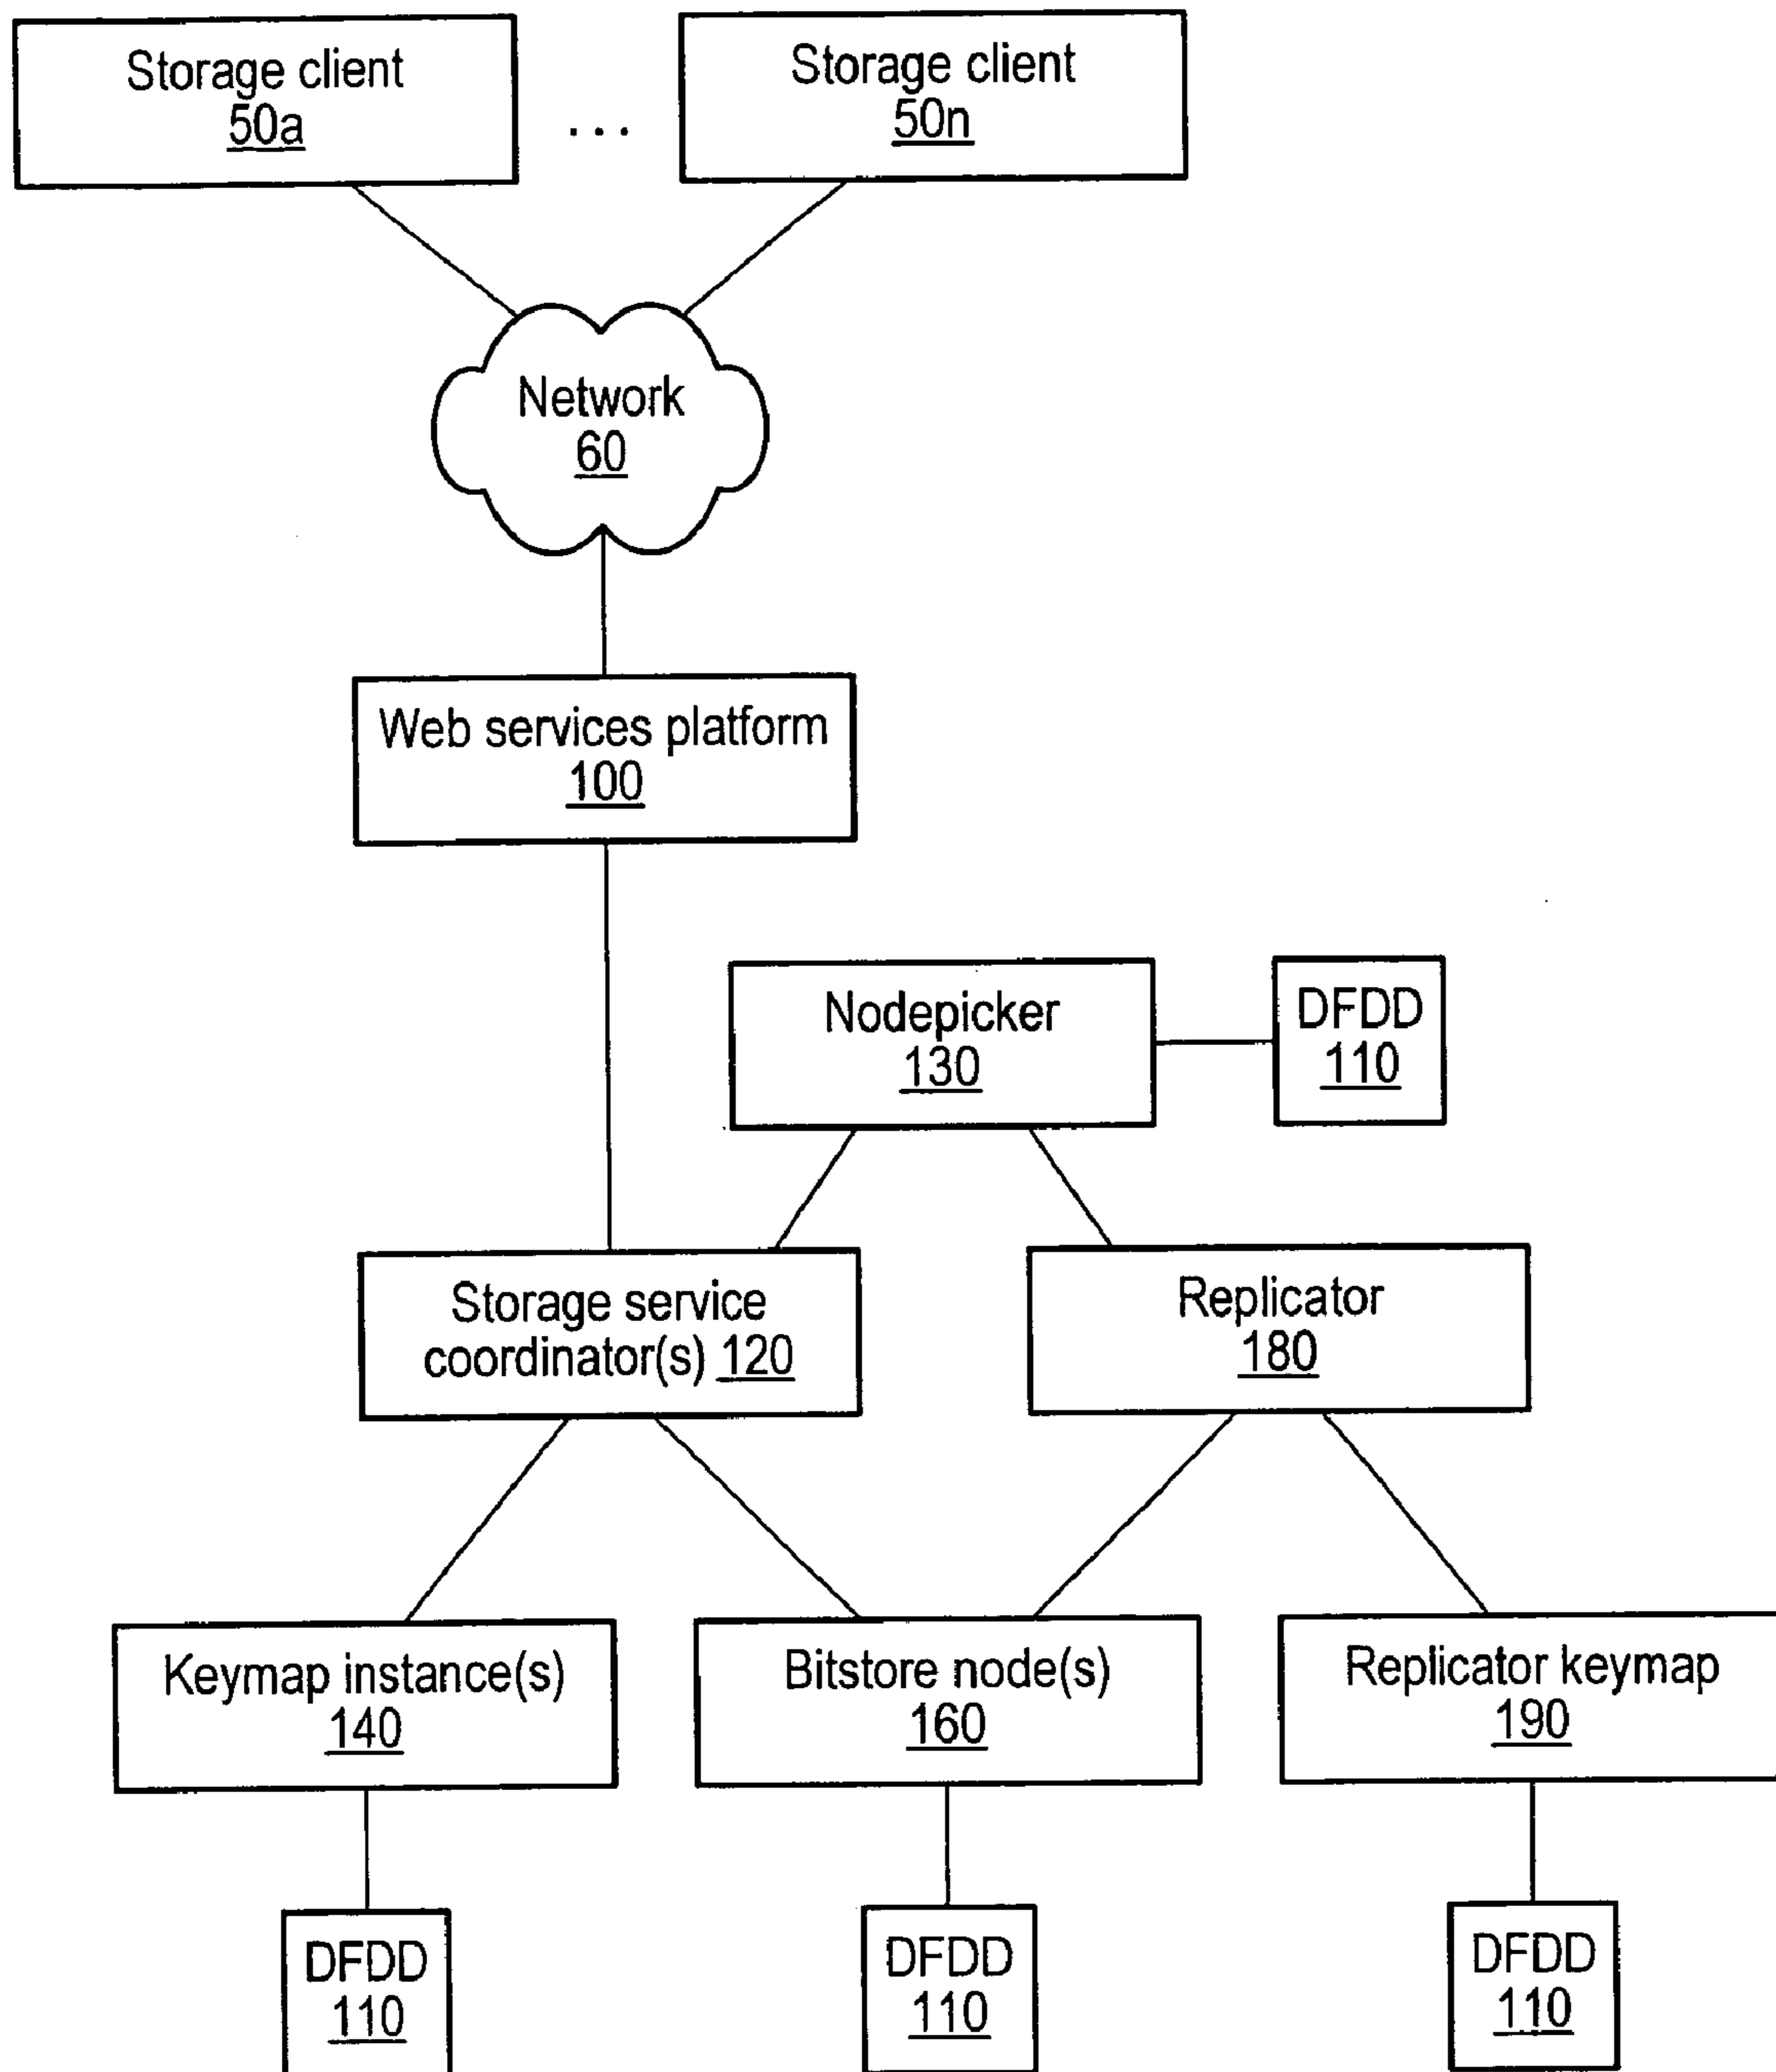 Storage client
50a
...
Storage client
50n
Network
60
Web services platform
100
Nodepicker
130
DFDD
110
Storage service
coordinator(s) 120
Replicator
180
Keymap instance(s)
140
Bitstore node(s)
160
Replicator keymap
190
DFDD
110
DFDD
110
DFDD
110